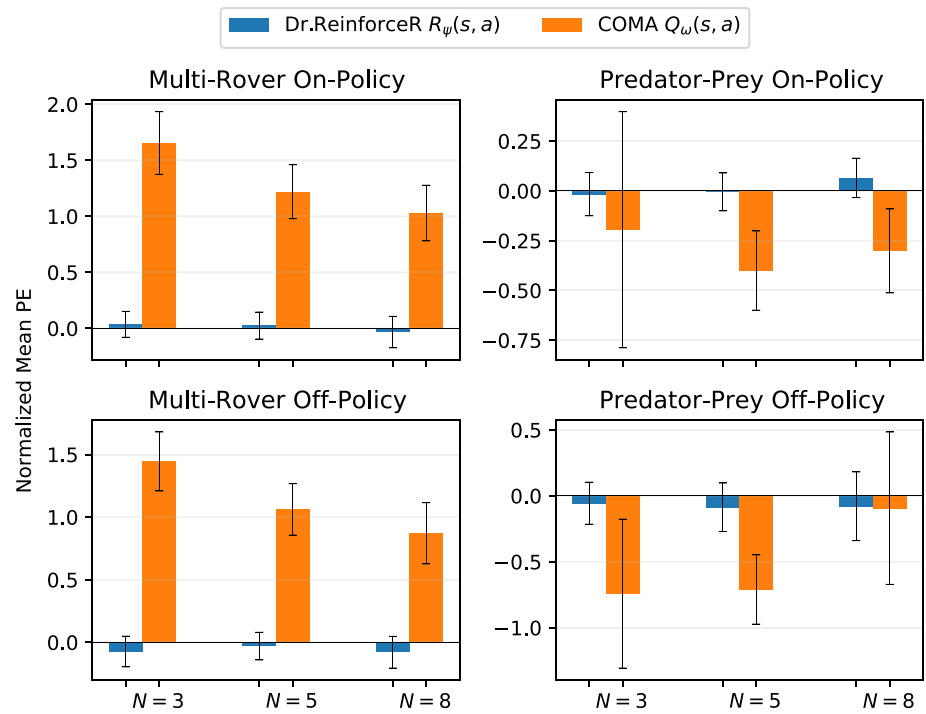 Dr.ReinforceR Rψ(s, a) COMA Qω(s, a)
Multi-Rover On-Policy
Predator-Prey On-Policy
2.0
1.5
1.0
0.5
0.0
0.25
0.00
−0.25
−0.50
−0.75
Normalized Mean PE
Multi-Rover Off-Policy
Predator-Prey Off-Policy
1.5
1.0
0.5
0.0
0.5
0.0
−0.5
−1.0
N = 3 N = 5 N = 8
N = 3 N = 5 N = 8